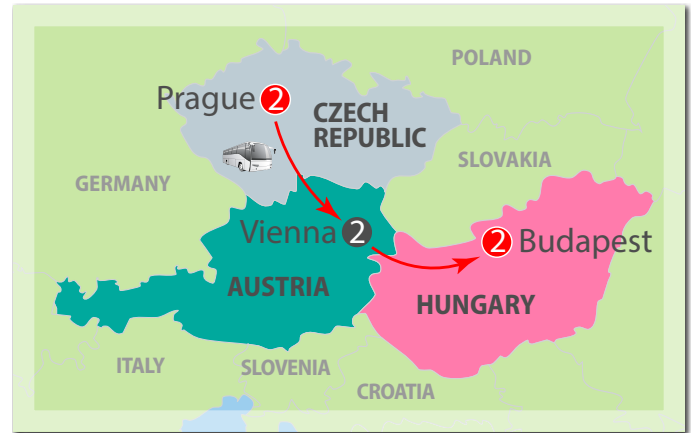 POLAND
Prague 2
CZECH
REPUBLIC
SLOVAKIA
GERMANY
Vienna 2
2 Budapest
AUSTRIA
HUNGARY
ITALY
SLOVENIA
CROATIA